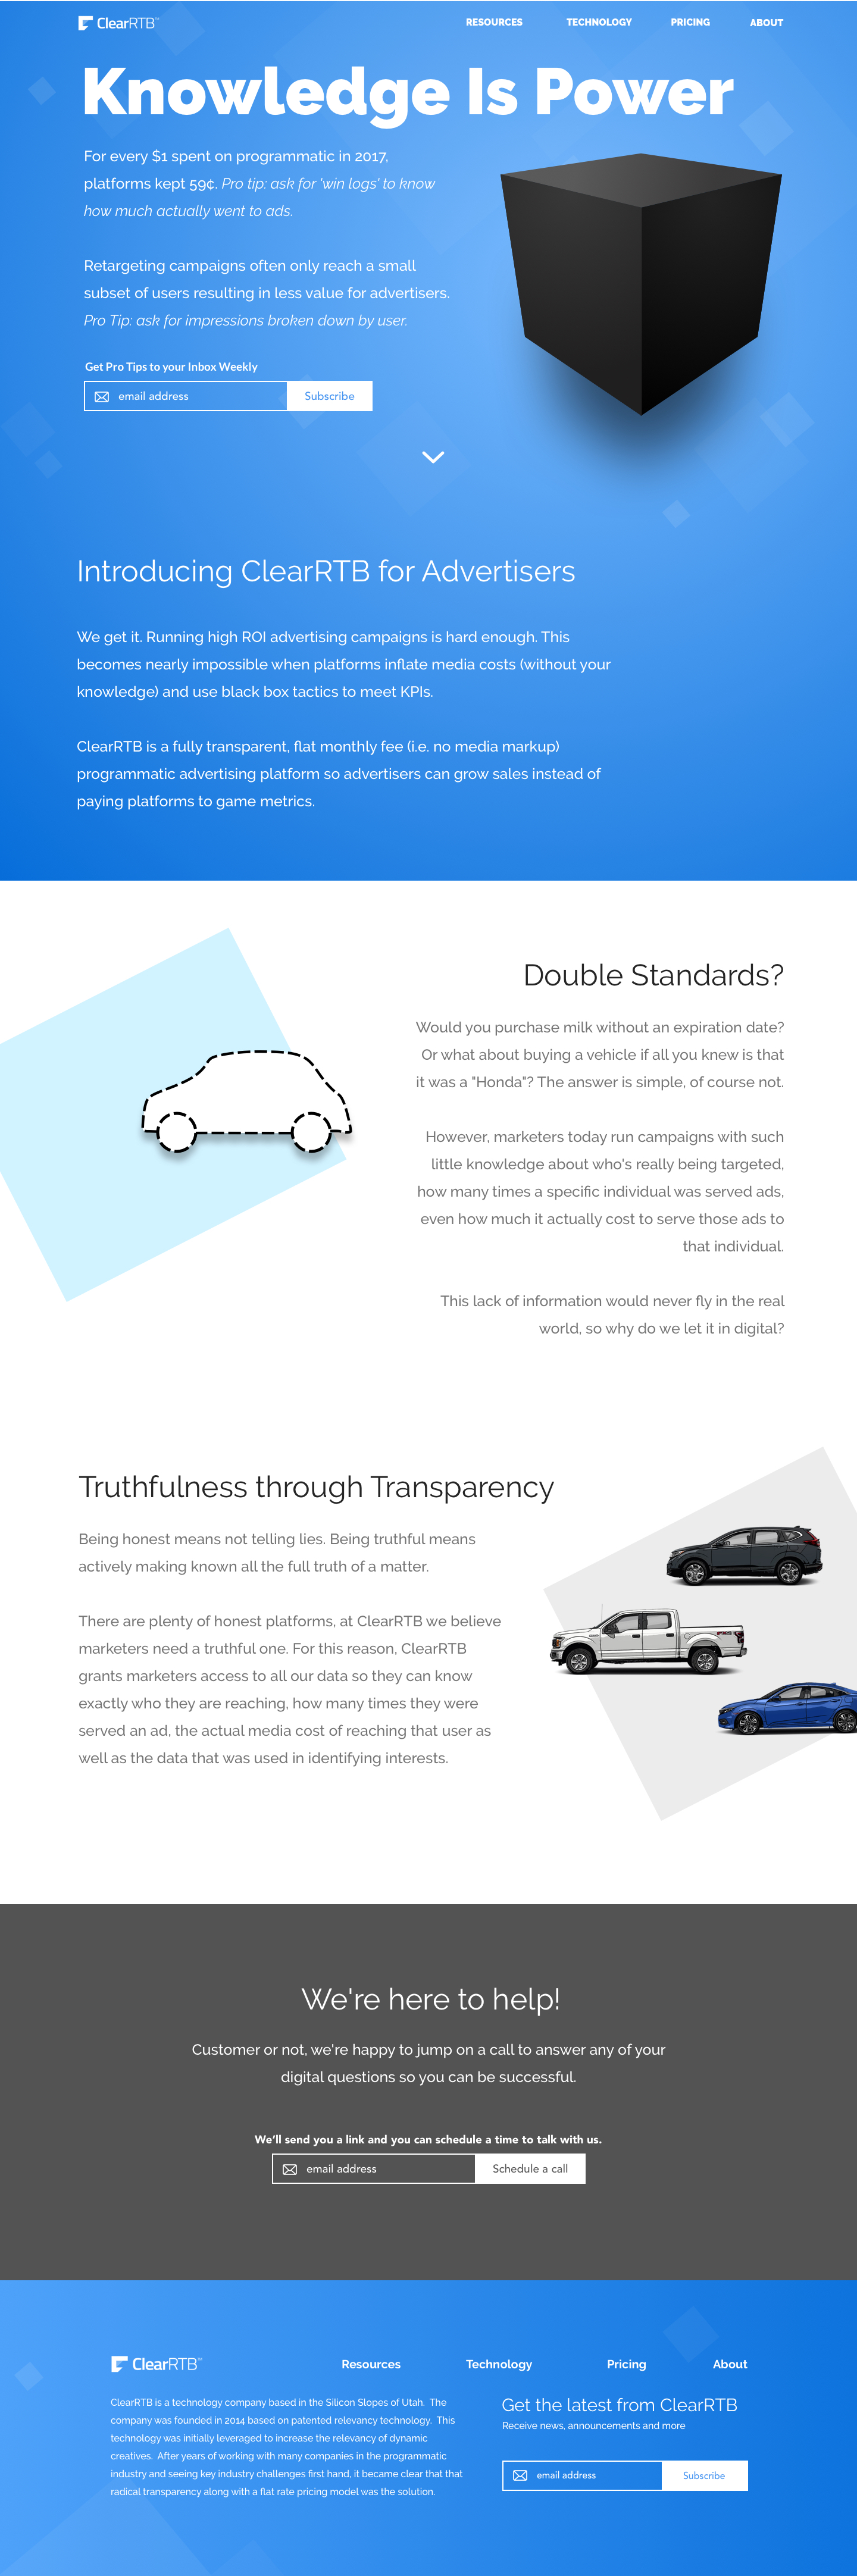 ClearRTB™
RESOURCES
TECHNOLOGY
PRICING
ABOUT
Knowledge Is Power
For every $1 spent on programmatic in 2017,
platforms kept 59¢. Pro tip: ask for 'win logs' to know
how much actually went to ads.
Retargeting campaigns often only reach a small
subset of users resulting in less value for advertisers.
Pro Tip: ask for impressions broken down by user.
Get Pro Tips to your Inbox Weekly
email address
Subscribe
Introducing ClearRTB for Advertisers
We get it. Running high ROI advertising campaigns is hard enough. This
becomes nearly impossible when platforms inflate media costs (without your
knowledge) and use black box tactics to meet KPIs.
ClearRTB is a fully transparent, flat monthly fee (i.e. no media markup)
programmatic advertising platform so advertisers can grow sales instead of
paying platforms to game metrics.
Double Standards?
Would you purchase milk without an expiration date?
Or what about buying a vehicle if all you knew is that
it was a "Honda"? The answer is simple, of course not.
However, marketers today run campaigns with such
little knowledge about who's really being targeted,
how many times a specific individual was served ads,
even how much it actually cost to serve those ads to
that individual.
This lack of information would never fly in the real
world, so why do we let it in digital?
Truthfulness through Transparency
Being honest means not telling lies. Being truthful means
actively making known all the full truth of a matter.
There are plenty of honest platforms, at ClearRTB we believe
marketers need a truthful one. For this reason, ClearRTB
grants marketers access to all our data so they can know
exactly who they are reaching, how many times they were
served an ad, the actual media cost of reaching that user as
well as the data that was used in identifying interests.
We're here to help!
Customer or not, we're happy to jump on a call to answer any of your
digital questions so you can be successful.
We'll send you a link and you can schedule a time to talk with us.
email address
Schedule a call
ClearRTB™
Resources
Technology
Pricing
About
ClearRTB is a technology company based in the Silicon Slopes of Utah. The
company was founded in 2014 based on patented relevancy technology. This
technology was initially leveraged to increase the relevancy of dynamic
creatives. After years of working with many companies in the programmatic
industry and seeing key industry challenges first hand, it became clear that that
radical transparency along with a flat rate pricing model was the solution.
Get the latest from ClearRTB
Receive news, announcements and more
email address
Subscribe